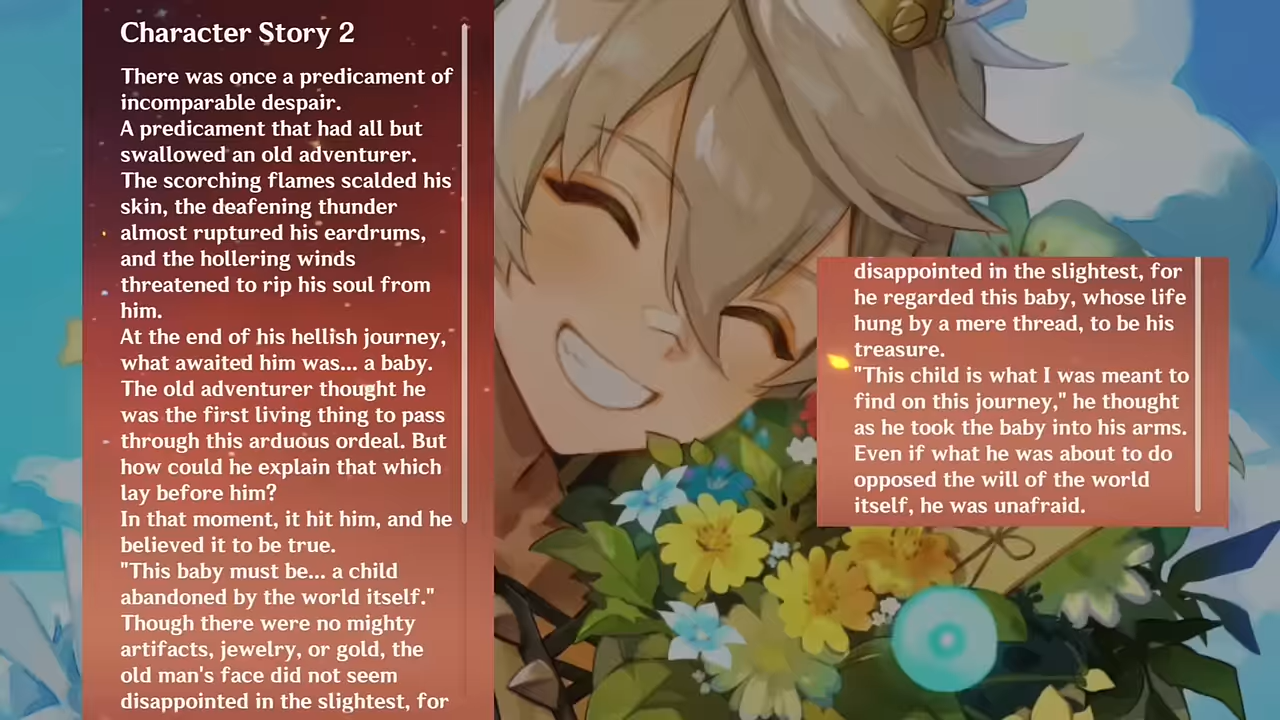 Character Story 2
There was once a predicament of
incomparable despair.
A predicament that had all but
swallowed an old adventurer.
The scorching flames scalded his
skin, the deafening thunder
almost ruptured his eardrums,
and the hollering winds
threatened to rip his soul from
him.
At the end of his hellish journey,
what awaited him was... a baby.
The old adventurer thought he
was the first living thing to pass
through this arduous ordeal. But
how could he explain that which
lay before him?
In that moment, it hit him, and he
believed it to be true.
"This baby must be... a child
abandoned by the world itself."
Though there were no mighty
artifacts, jewelry, or gold, the
old man's face did not seem
disappointed in the slightest, for
disappointed in the slightest, for
he regarded this baby, whose life
hung by a mere thread, to be his
treasure.
"This child is what I was meant to
find on this journey," he thought
as he took the baby into his arms.
Even if what he was about to do
opposed the will of the world
itself, he was unafraid.